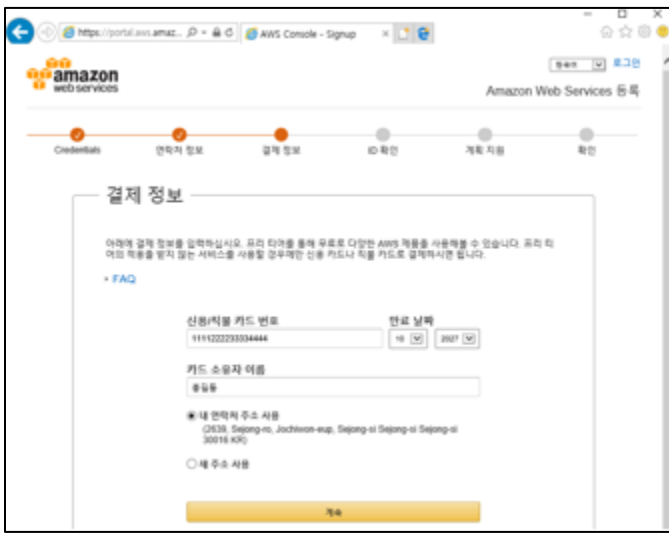 https://portal.aws.amaz...
AWS Console - Signup
amazon
web services
한국어
로그인
Amazon Web Services 등록
Credentials
연락처 정보
결제 정보
ID 확인
계획 지원
확인
결제 정보
아래에 결제 정보를 입력하십시오. 프리 티어를 통해 무료로 다양한 AWS 제품을 사용해볼 수 있습니다. 프리 티
어의 적용을 받지 않는 서비스를 사용할 경우에만 신용 카드나 직불 카드로 결제하시면 됩니다.
FAQ
신용/직불 카드 번호
만료 날짜
1111222233334444
10
2027
카드 소유자 이름
홍길동
내 연락처 주소 사용
(2639, Sejong-ro, Jochiwon-eup, Sejong-si Sejong-si Sejong-si
30016 KR)
새 주소 사용
계속